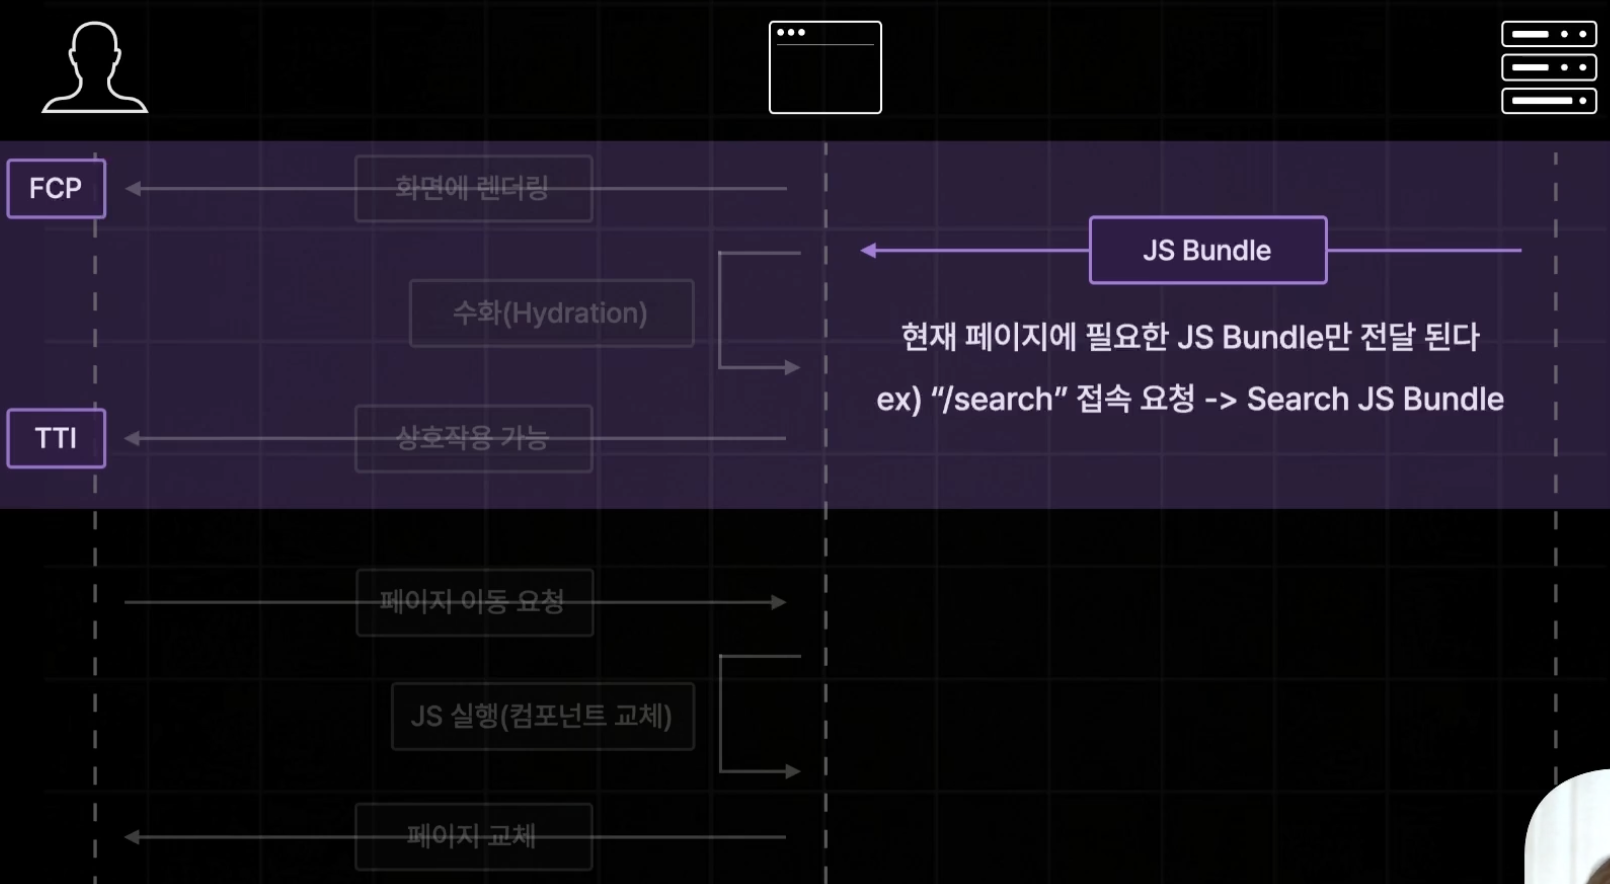 FCP
화면에 렌더링
JS Bundle
수화(Hydration)
현재 페이지에 필요한 JS Bundle만 전달 된다
ex) “/search” 접속 요청 -> Search JS Bundle
TTI
상호작용 가능
페이지 이동 요청
JS 실행(컴포넌트 교체)
페이지 교체